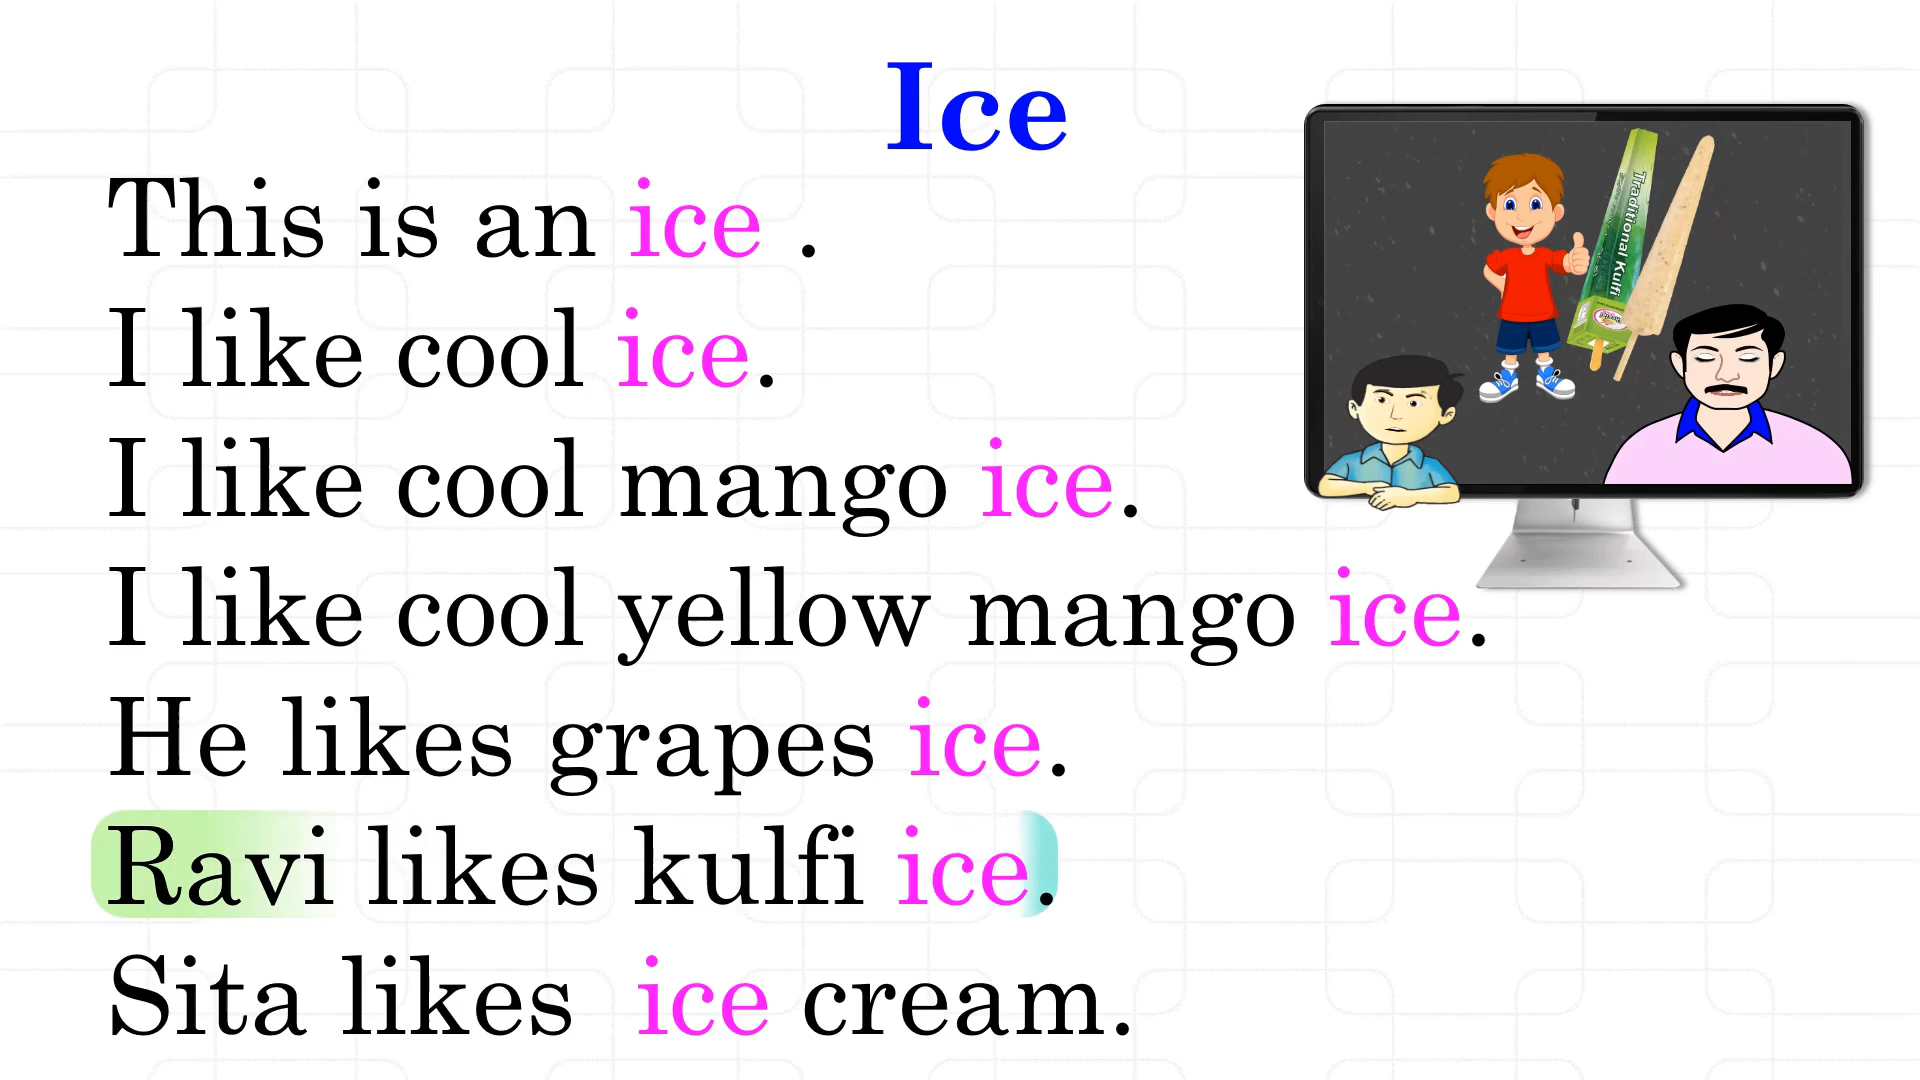 Ice
This is an ice .
I like cool ice.
I like cool mango ice.
I like cool yellow mango ice.
He likes grapes ice.
Ravi likes kulfi ice.
Sita likes  ice cream.
Traditional Kulfi